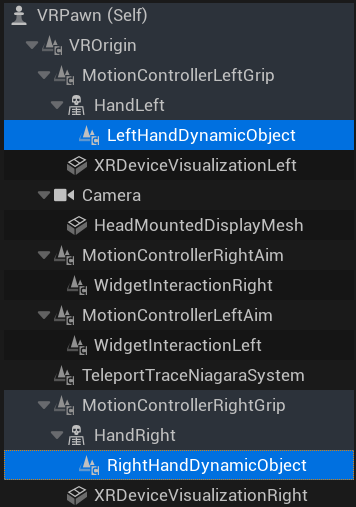 VRPawn (Self)
VROrigin
MotionControllerLeftGrip
HandLeft
LeftHandDynamicObject
XRDeviceVisualizationLeft
Camera
HeadMountedDisplayMesh
MotionControllerRightAim
WidgetInteractionRight
MotionControllerLeftAim
WidgetInteractionLeft
TeleportTraceNiagaraSystem
MotionControllerRightGrip
HandRight
RightHandDynamicObject
XRDeviceVisualizationRight